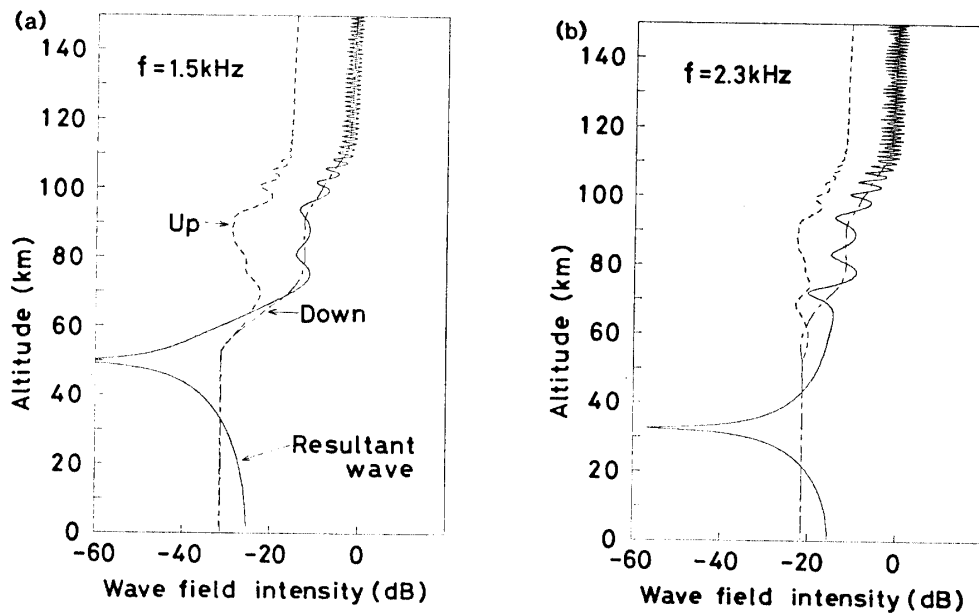 (a)
f=1.5kHz
140
120
100
80
60
40
20
0
Altitude (km)
Up
Down
Resultant
wave
-60
-40
-20
0
Wave field intensity (dB)
(b)
f=2.3kHz
140
120
100
80
60
40
20
0
Altitude (km)
-60
-40
-20
0
Wave field intensity (dB)